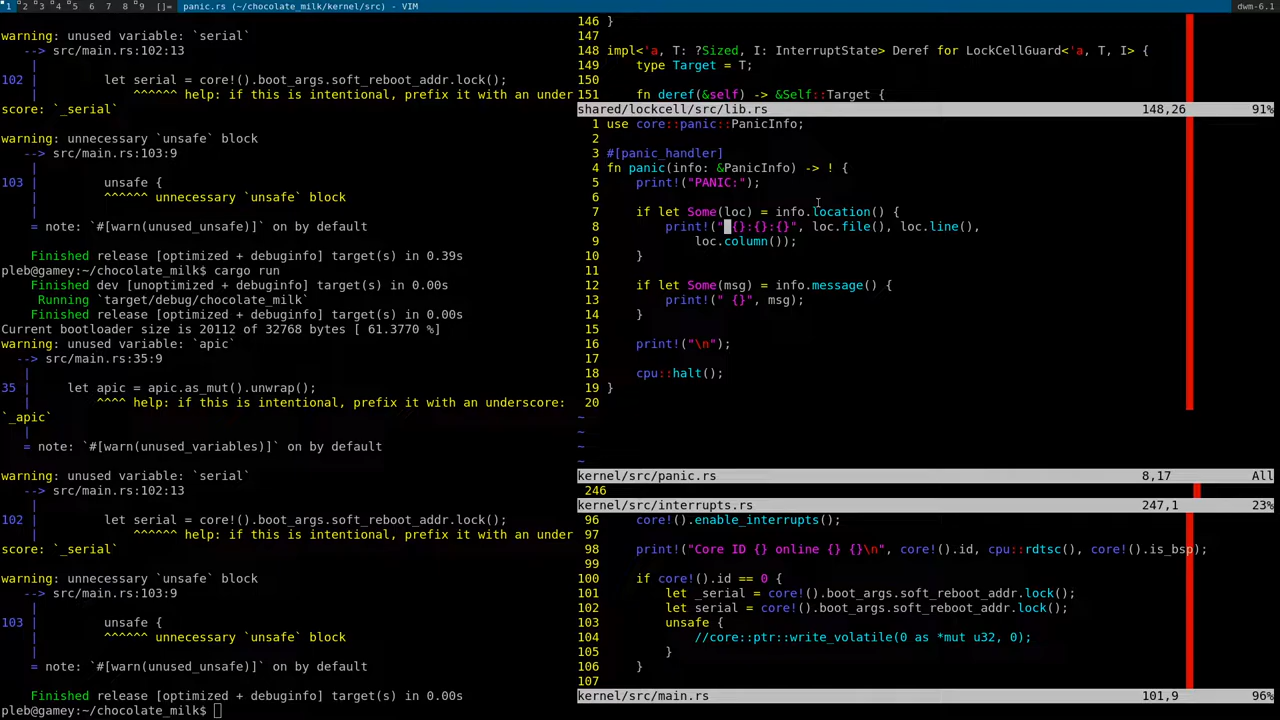 1 2 3 4 5 6 7 8 9 []= panic.rs (~/chocolate_milk/kernel/src) - VIM dwm-6.1
warning: unused variable: `serial`
--> src/main.rs:102:13
|
102 | let serial = core!().boot_args.soft_reboot_addr.lock();
| ^^^^^^ help: if this is intentional, prefix it with an under
score: `_serial`
warning: unnecessary `unsafe` block
--> src/main.rs:103:9
|
103 | unsafe {
| ^^^^^^ unnecessary `unsafe` block
|
= note: `#[warn(unused_unsafe)]` on by default
Finished release [optimized + debuginfo] target(s) in 0.39s
pleb@gamey:~/chocolate_milk$ cargo run
Finished dev [unoptimized + debuginfo] target(s) in 0.00s
Running `target/debug/chocolate_milk`
Finished release [optimized + debuginfo] target(s) in 0.00s
Current bootloader size is 20112 of 32768 bytes [ 61.3770 %]
warning: unused variable: `apic`
--> src/main.rs:35:9
|
35 | let apic = apic.as_mut().unwrap();
| ^^^^ help: if this is intentional, prefix it with an underscore:
`_apic`
|
= note: `#[warn(unused_variables)]` on by default
warning: unused variable: `serial`
--> src/main.rs:102:13
|
102 | let serial = core!().boot_args.soft_reboot_addr.lock();
| ^^^^^^ help: if this is intentional, prefix it with an under
score: `_serial`
warning: unnecessary `unsafe` block
--> src/main.rs:103:9
|
103 | unsafe {
| ^^^^^^ unnecessary `unsafe` block
|
= note: `#[warn(unused_unsafe)]` on by default
Finished release [optimized + debuginfo] target(s) in 0.00s
pleb@gamey:~/chocolate_milk$
146 }
147
148 impl<'a, T: ?Sized, I: InterruptState> Deref for LockCellGuard<'a, T, I> {
149 type Target = T;
150
151 fn deref(&self) -> &Self::Target {
shared/lockcell/src/lib.rs 148,26 91%
1 use core::panic::PanicInfo;
2
3 #[panic_handler]
4 fn panic(info: &PanicInfo) -> ! {
5 print!("PANIC:");
6
7 if let Some(loc) = info.location() {
8 print!(" {}:{}:{}", loc.file(), loc.line(),
9 loc.column());
10 }
11
12 if let Some(msg) = info.message() {
13 print!(" {}", msg);
14 }
15
16 print!("\n");
17
18 cpu::halt();
19 }
20
~
~
~
~
kernel/src/panic.rs 8,17 All
246
kernel/src/interrupts.rs 247,1 23%
96 core!().enable_interrupts();
97
98 print!("Core ID {} online {} {}\n", core!().id, cpu::rdtsc(), core!().is_bsp);
99
100 if core!().id == 0 {
101 let _serial = core!().boot_args.soft_reboot_addr.lock();
102 let serial = core!().boot_args.soft_reboot_addr.lock();
103 unsafe {
104 //core::ptr::write_volatile(0 as *mut u32, 0);
105 }
106 }
107
kernel/src/main.rs 101,9 96%